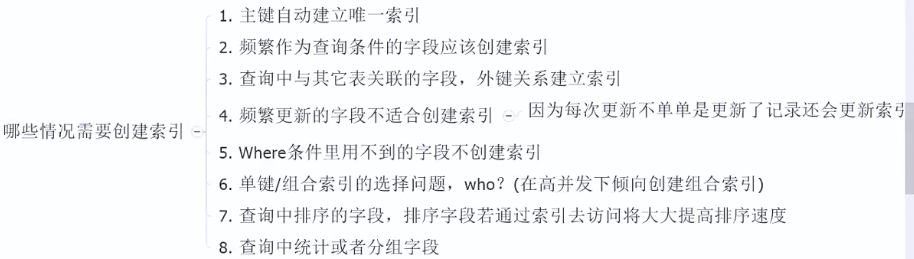 哪些情况需要创建索引
1. 主键自动建立唯一索引
2. 频繁作为查询条件的字段应该创建索引
3. 查询中与其它表关联的字段，外键关系建立索引
4. 频繁更新的字段不适合创建索引
因为每次更新不单单是更新了记录还会更新索引
5. Where条件里用不到的字段不创建索引
6. 单键/组合索引的选择问题，who？(在高并发下倾向创建组合索引)
7. 查询中排序的字段，排序字段若通过索引去访问将大大提高排序速度
8. 查询中统计或者分组字段